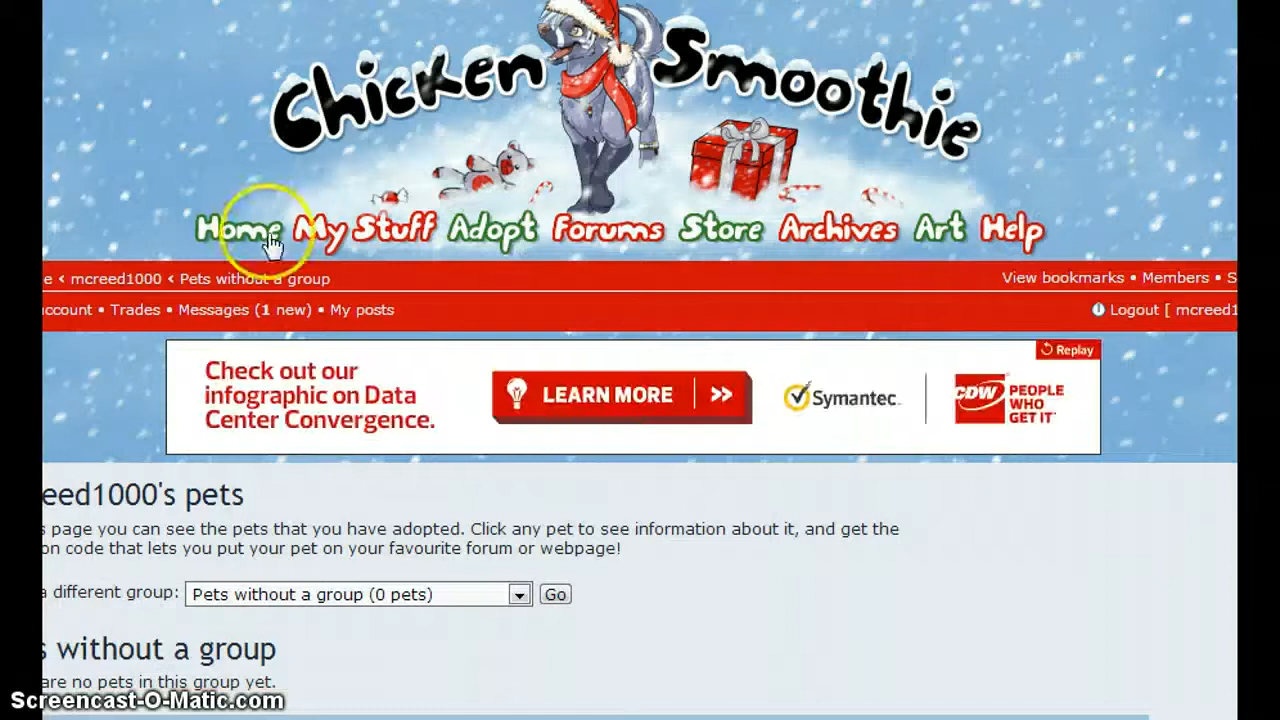 Chicken Smoothie
Home My Stuff Adopt Forums Store Archives Art Help
e ‹ mcreed1000 ‹ Pets without a group
View bookmarks • Members • S
ccount • Trades • Messages (1 new) • My posts
Logout [ mcreed1
Replay
Check out our
infographic on Data
Center Convergence.
LEARN MORE >>
Symantec.
CDW PEOPLE
WHO
GET IT
eed1000's pets
s page you can see the pets that you have adopted. Click any pet to see information about it, and get the
on code that lets you put your pet on your favourite forum or webpage!
a different group: Pets without a group (0 pets) Go
s without a group
are no pets in this group yet.
Screencast-O-Matic.com